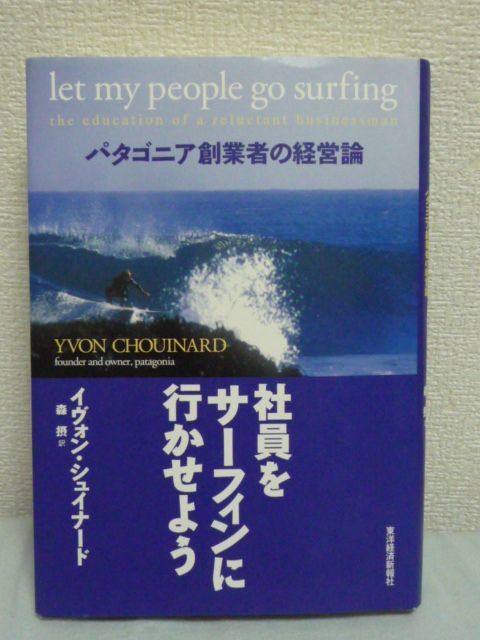 let my people go surfing
the education of a reluctant businessman
パタゴニア創業者の経営論
YVON CHOUINARD
founder and owner, patagonia
社員を
サーフィンに
行かせよう
イヴォン・シュイナード
森 摂 訳
東洋経済新報社